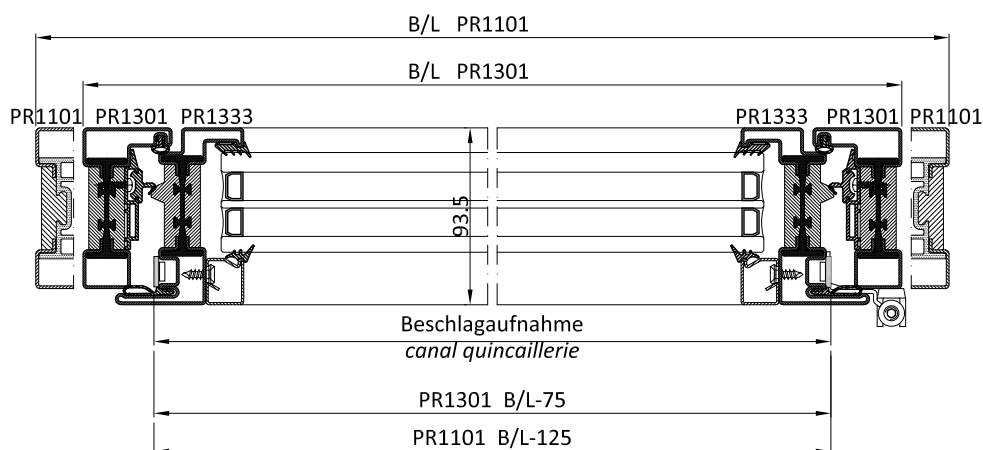 B/L PR1101
B/L PR1301
PR1101 PR1301 PR1333 PR1333 PR1301 PR1101
93.5
Beschlagaufnahme
canal quincaillerie
PR1301 B/L-75
PR1101 B/L-125